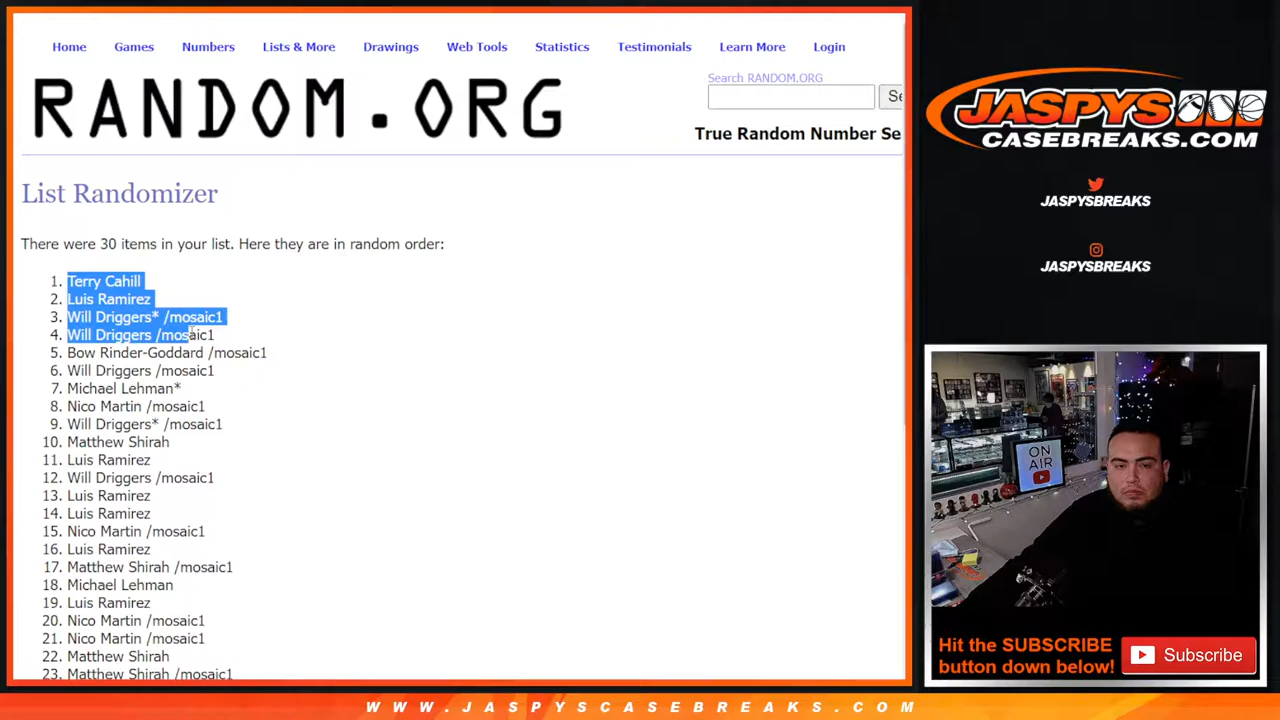 Home Games Numbers Lists & More Drawings Web Tools Statistics Testimonials Learn More Login
RANDOM.ORG
Search RANDOM.ORG
Se
True Random Number Se
List Randomizer
There were 30 items in your list. Here they are in random order:
1. Terry Cahill
2. Luis Ramirez
3. Will Driggers* /mosaic1
4. Will Driggers /mosaic1
5. Bow Rinder-Goddard /mosaic1
6. Will Driggers /mosaic1
7. Michael Lehman*
8. Nico Martin /mosaic1
9. Will Driggers* /mosaic1
10. Matthew Shirah
11. Luis Ramirez
12. Will Driggers /mosaic1
13. Luis Ramirez
14. Luis Ramirez
15. Nico Martin /mosaic1
16. Luis Ramirez
17. Matthew Shirah /mosaic1
18. Michael Lehman
19. Luis Ramirez
20. Nico Martin /mosaic1
21. Nico Martin /mosaic1
22. Matthew Shirah
23. Matthew Shirah /mosaic1
JASPYS
CASEBREAKS.COM
JASPYSBREAKS
JASPYSBREAKS
ON
AIR
Hit the SUBSCRIBE
button down below!
Subscribe
WWW.JASPYSCASEBREAKS.COM